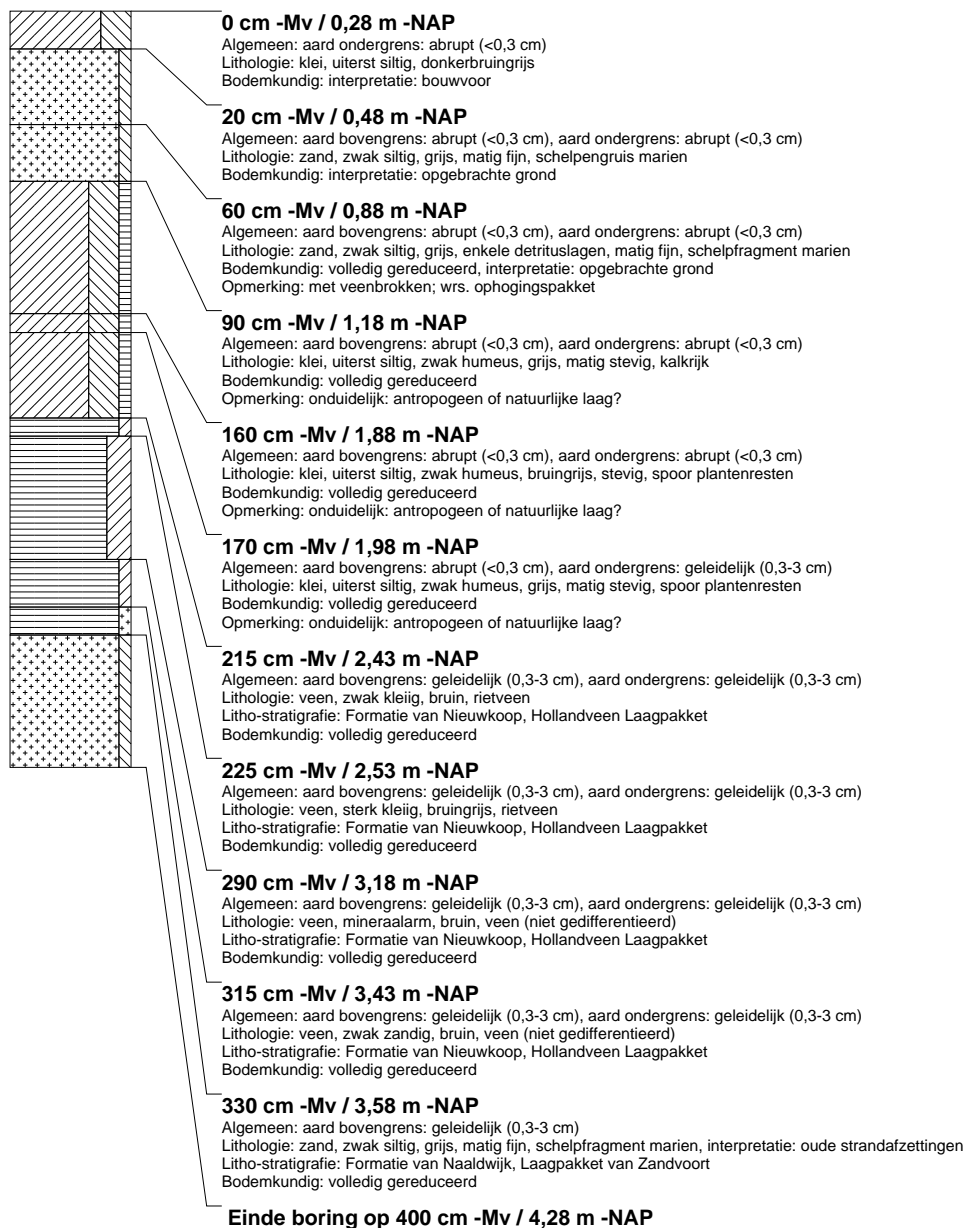 0 cm -Mv / 0,28 m -NAP
Algemeen: aard ondergrens: abrupt (<0,3 cm)
Lithologie: klei, uiterst siltig, donkerbruingrijs
Bodemkundig: interpretatie: bouwvoor
20 cm -Mv / 0,48 m -NAP
Algemeen: aard bovengrens: abrupt (<0,3 cm), aard ondergrens: abrupt (<0,3 cm)
Lithologie: zand, zwak siltig, grijs, matig fijn, schelpengruis marien
Bodemkundig: interpretatie: opgebrachte grond
60 cm -Mv / 0,88 m -NAP
Algemeen: aard bovengrens: abrupt (<0,3 cm), aard ondergrens: abrupt (<0,3 cm)
Lithologie: zand, zwak siltig, grijs, enkele detrituslagen, matig fijn, schelpfragment marien
Bodemkundig: volledig gereduceerd, interpretatie: opgebrachte grond
Opmerking: met veenbrokken; wrs. ophogingspakket
90 cm -Mv / 1,18 m -NAP
Algemeen: aard bovengrens: abrupt (<0,3 cm), aard ondergrens: abrupt (<0,3 cm)
Lithologie: klei, uiterst siltig, zwak humeus, grijs, matig stevig, kalkrijk
Bodemkundig: volledig gereduceerd
Opmerking: onduidelijk: antropogeen of natuurlijke laag?
160 cm -Mv / 1,88 m -NAP
Algemeen: aard bovengrens: abrupt (<0,3 cm), aard ondergrens: abrupt (<0,3 cm)
Lithologie: klei, uiterst siltig, zwak humeus, bruingrijs, stevig, spoor plantenresten
Bodemkundig: volledig gereduceerd
Opmerking: onduidelijk: antropogeen of natuurlijke laag?
170 cm -Mv / 1,98 m -NAP
Algemeen: aard bovengrens: abrupt (<0,3 cm), aard ondergrens: geleidelijk (0,3-3 cm)
Lithologie: klei, uiterst siltig, zwak humeus, grijs, matig stevig, spoor plantenresten
Bodemkundig: volledig gereduceerd
Opmerking: onduidelijk: antropogeen of natuurlijke laag?
215 cm -Mv / 2,43 m -NAP
Algemeen: aard bovengrens: geleidelijk (0,3-3 cm), aard ondergrens: geleidelijk (0,3-3 cm)
Lithologie: veen, zwak kleiig, bruin, rietveen
Litho-stratigrafie: Formatie van Nieuwkoop, Hollandveen Laagpakket
Bodemkundig: volledig gereduceerd
225 cm -Mv / 2,53 m -NAP
Algemeen: aard bovengrens: geleidelijk (0,3-3 cm), aard ondergrens: geleidelijk (0,3-3 cm)
Lithologie: veen, sterk kleiig, bruingrijs, rietveen
Litho-stratigrafie: Formatie van Nieuwkoop, Hollandveen Laagpakket
Bodemkundig: volledig gereduceerd
290 cm -Mv / 3,18 m -NAP
Algemeen: aard bovengrens: geleidelijk (0,3-3 cm), aard ondergrens: geleidelijk (0,3-3 cm)
Lithologie: veen, mineraalarm, bruin, veen (niet gedifferentieerd)
Litho-stratigrafie: Formatie van Nieuwkoop, Hollandveen Laagpakket
Bodemkundig: volledig gereduceerd
315 cm -Mv / 3,43 m -NAP
Algemeen: aard bovengrens: geleidelijk (0,3-3 cm), aard ondergrens: geleidelijk (0,3-3 cm)
Lithologie: veen, zwak zandig, bruin, veen (niet gedifferentieerd)
Litho-stratigrafie: Formatie van Nieuwkoop, Hollandveen Laagpakket
Bodemkundig: volledig gereduceerd
330 cm -Mv / 3,58 m -NAP
Algemeen: aard bovengrens: geleidelijk (0,3-3 cm)
Lithologie: zand, zwak siltig, grijs, matig fijn, schelpfragment marien, interpretatie: oude strandafzettingen
Litho-stratigrafie: Formatie van Naaldwijk, Laagpakket van Zandvoort
Bodemkundig: volledig gereduceerd
Einde boring op 400 cm -Mv / 4,28 m -NAP